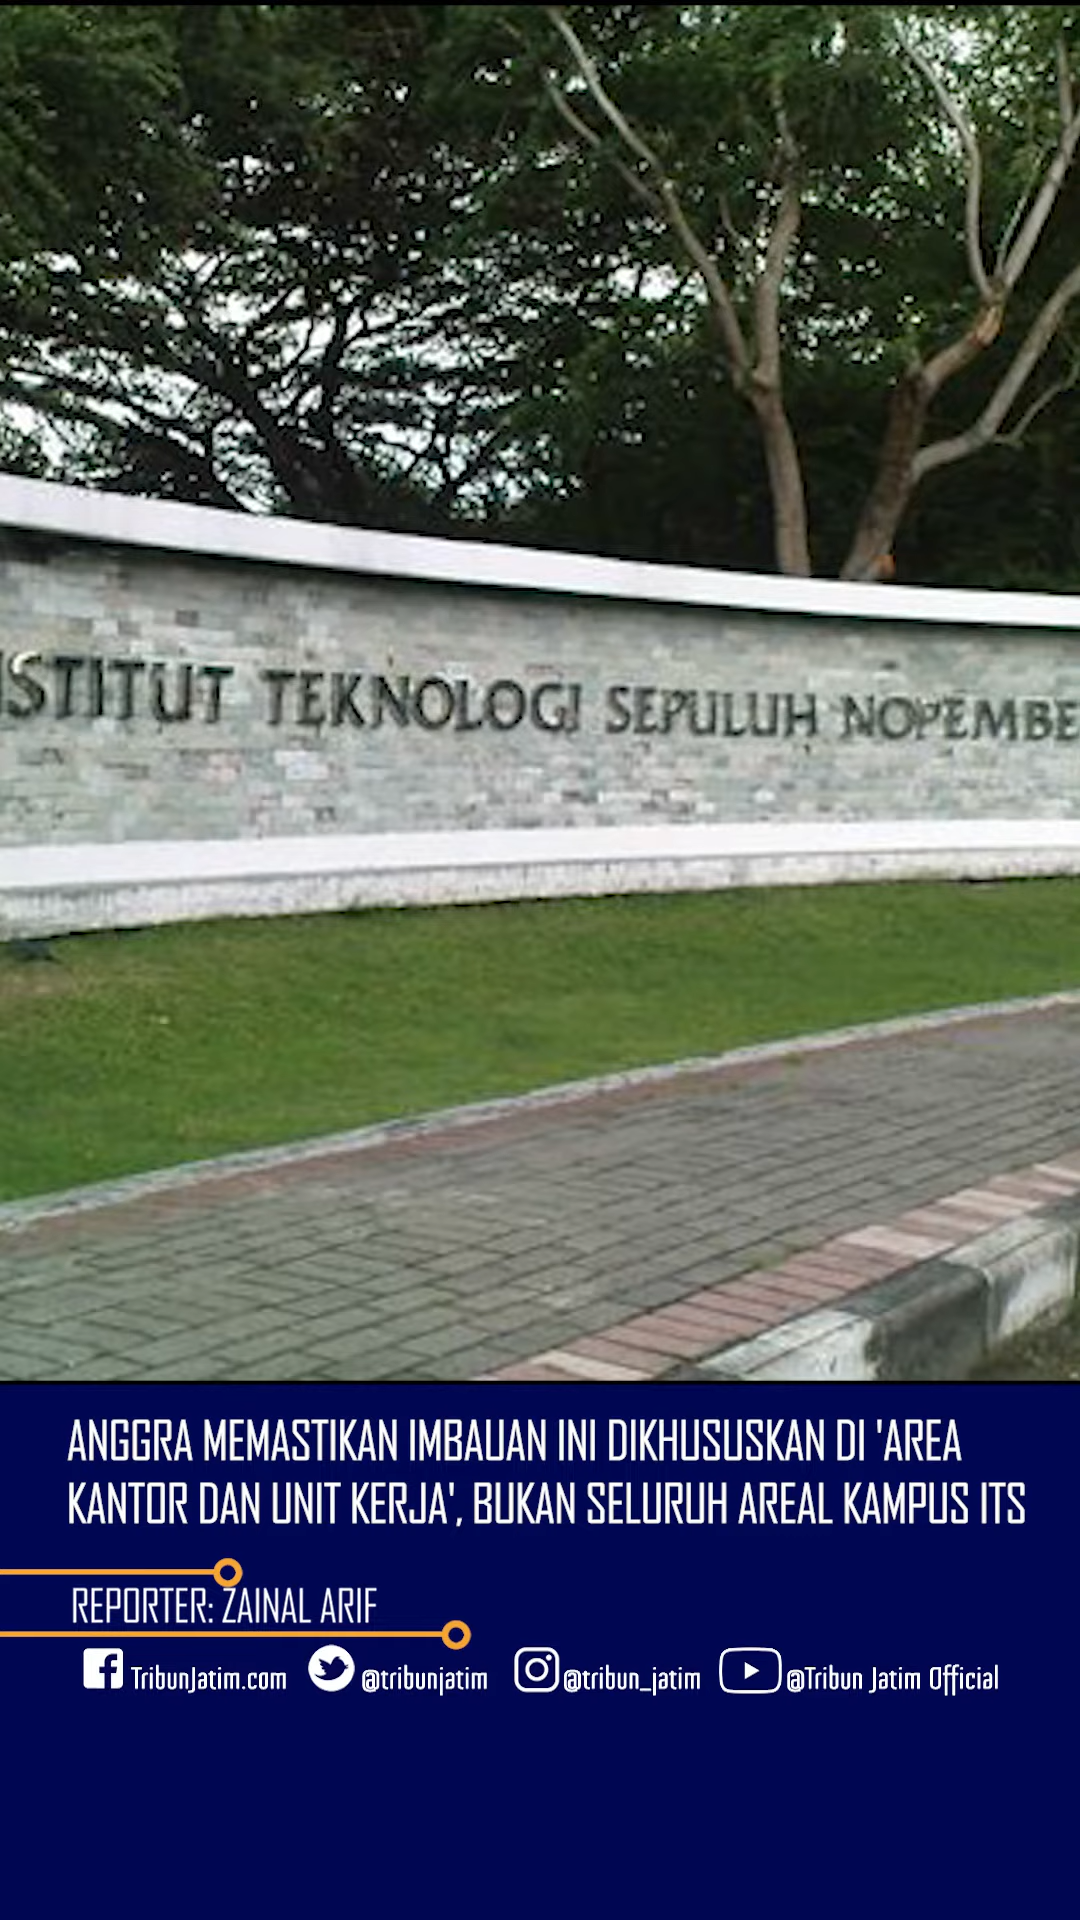 NSTITUT TEKNOLOGI SEPULUH NOPEMBE
ANGGRA MEMASTIKAN IMBAUAN INI DIKHUSUSKAN DI 'AREA
KANTOR DAN UNIT KERJA', BUKAN SELURUH AREAL KAMPUS ITS
REPORTER: ZAINAL ARIF
TribunJatim.com @tribunjatim @tribun_jatim @Tribun Jatim Official